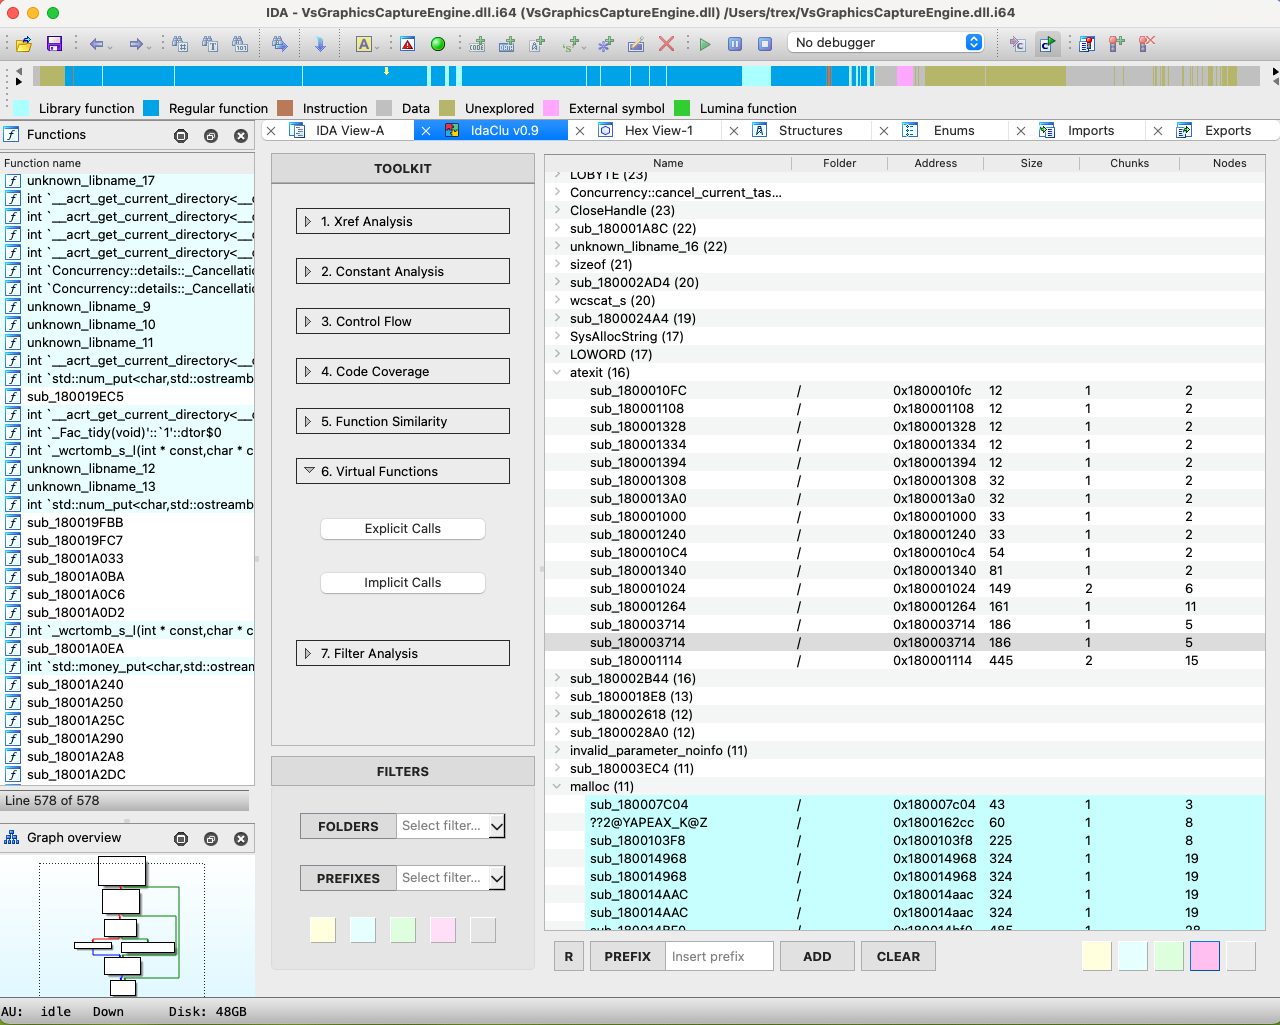 IDA - VsGraphicsCaptureEngine.dll.i64 (VsGraphicsCaptureEngine.dll) /Users/trex/VsGraphicsCaptureEngine.dll.i64
No debugger
Library function Regular function Instruction Data Unexplored External symbol Lumina function
Functions
IDA View-A IdaClu v0.9 Hex View-1 Structures Enums Imports Exports
Function name
unknown_libname_17
int `__acrt_get_current_directory<__c
int `__acrt_get_current_directory<__c
int `__acrt_get_current_directory<__c
int `__acrt_get_current_directory<__c
int `Concurrency::details::_Cancellatio
int `Concurrency::details::_Cancellatio
unknown_libname_9
unknown_libname_10
unknown_libname_11
int `__acrt_get_current_directory<__c
int `std::num_put<char,std::ostreamb
sub_180019EC5
int `__acrt_get_current_directory<__c
int `_Fac_tidy(void)'::`1'::dtor$0
int `_wcrtomb_s_l(int * const,char * c
unknown_libname_12
unknown_libname_13
int `std::num_put<char,std::ostreamb
sub_180019FBB
sub_180019FC7
sub_18001A033
sub_18001A0BA
sub_18001A0C6
sub_18001A0D2
int `_wcrtomb_s_l(int * const,char * c
sub_18001A0EA
int `std::money_put<char,std::ostrean
sub_18001A240
sub_18001A250
sub_18001A25C
sub_18001A290
sub_18001A2A8
sub_18001A2DC
Line 578 of 578
Graph overview
TOOLKIT
1. Xref Analysis
2. Constant Analysis
3. Control Flow
4. Code Coverage
5. Function Similarity
6. Virtual Functions
Explicit Calls
Implicit Calls
7. Filter Analysis
FILTERS
FOLDERS Select filter...
PREFIXES Select filter...
Name Folder Address Size Chunks Nodes
LOBYTE (23)
Concurrency::cancel_current_tas...
CloseHandle (23)
sub_180001A8C (22)
unknown_libname_16 (22)
sizeof (21)
sub_180002AD4 (20)
wcscat_s (20)
sub_1800024A4 (19)
SysAllocString (17)
LOWORD (17)
atexit (16)
sub_1800010FC / 0x1800010fc 12 1 2
sub_180001108 / 0x180001108 12 1 2
sub_180001328 / 0x180001328 12 1 2
sub_180001334 / 0x180001334 12 1 2
sub_180001394 / 0x180001394 12 1 2
sub_180001308 / 0x180001308 32 1 2
sub_1800013A0 / 0x1800013a0 32 1 2
sub_180001000 / 0x180001000 33 1 2
sub_180001240 / 0x180001240 33 1 2
sub_1800010C4 / 0x1800010c4 54 1 2
sub_180001340 / 0x180001340 81 1 2
sub_180001024 / 0x180001024 149 2 6
sub_180001264 / 0x180001264 161 1 11
sub_180003714 / 0x180003714 186 1 5
sub_180003714 / 0x180003714 186 1 5
sub_180001114 / 0x180001114 445 2 15
sub_180002B44 (16)
sub_1800018E8 (13)
sub_180002618 (12)
sub_1800028A0 (12)
invalid_parameter_noinfo (11)
sub_180003EC4 (11)
malloc (11)
sub_180007C04 / 0x180007c04 43 1 3
??2@YAPEAX_K@Z / 0x1800162cc 60 1 8
sub_1800103F8 / 0x1800103f8 225 1 8
sub_180014968 / 0x180014968 324 1 19
sub_180014968 / 0x180014968 324 1 19
sub_180014AAC / 0x180014aac 324 1 19
sub_180014AAC / 0x180014aac 324 1 19
sub_180014BF0 / 0x180014bf0 485 1 28
R PREFIX Insert prefix ADD CLEAR
AU: idle Down Disk: 48GB